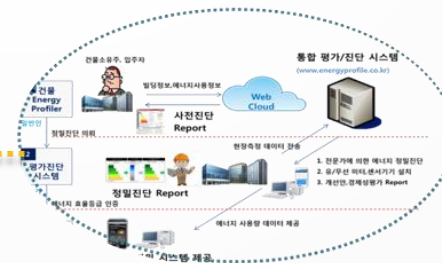 통합 평가/진단 시스템
(www.energyprofile.co.kr)
건물소유주, 입주자
빌딩정보,에너지사용정보
Web
Cloud
건물
Energy
Profiler
사전진단
Report
일반인
정밀진단 의뢰
현장측정 데이터 전송
2
평가진단
시스템
1. 전문가에 의한 에너지 정밀진단
2. 유/무선 미터,센서기기 설치
3. 개선안,경제성평가 Report
정밀진단 Report
에너지 효율등급 인증
에너지 사용량 데이터 제공
시스템 제공